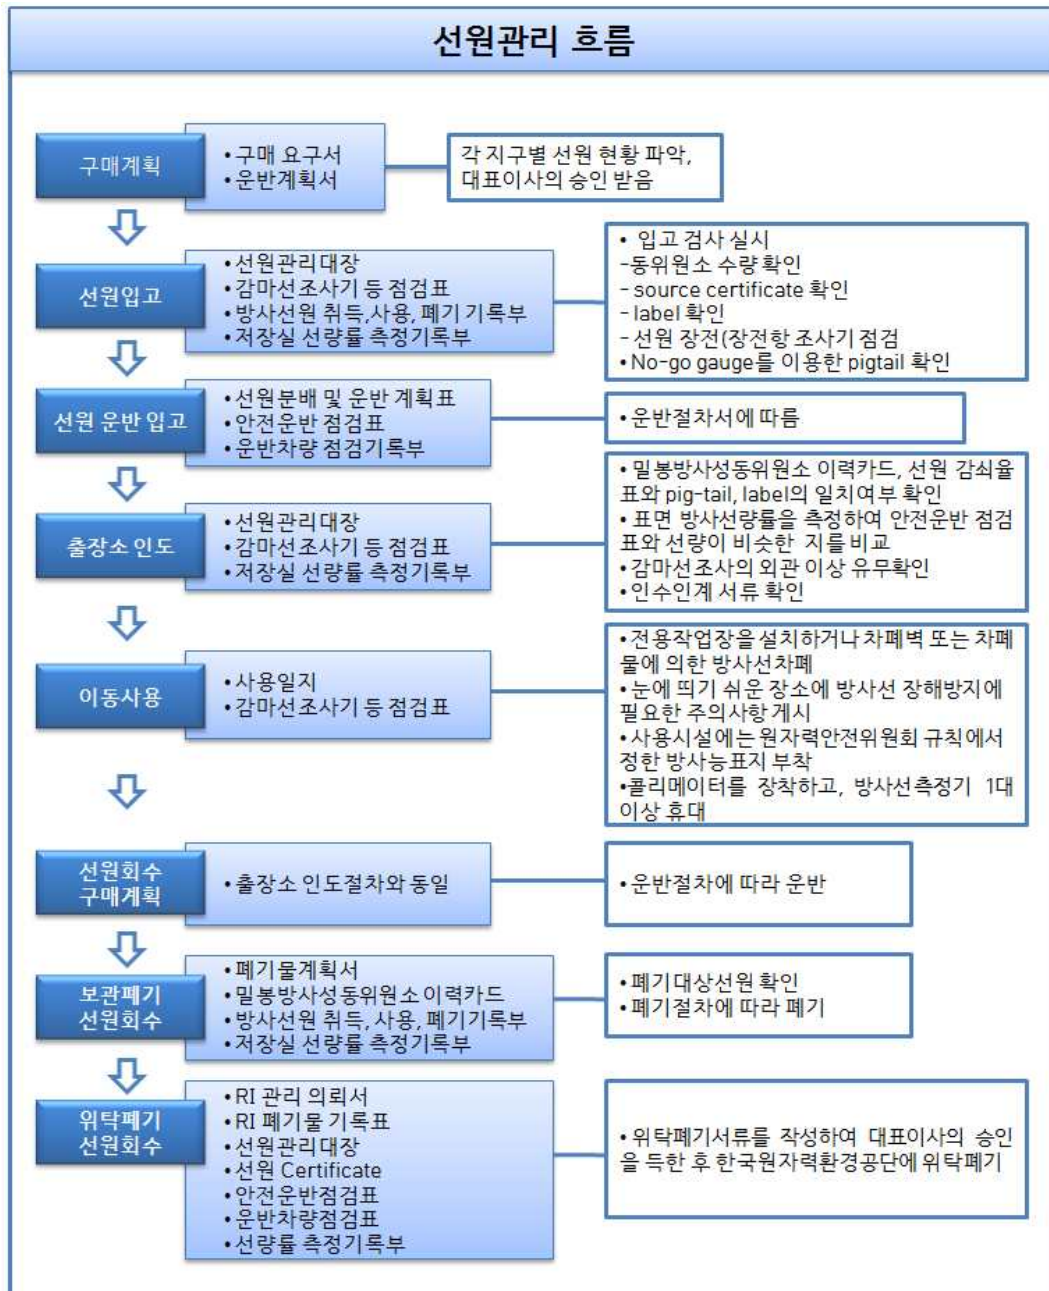 선원관리 흐름
구매계획
• 구매 요구서
• 운반계획서
각 지구별 선원 현황 파악,
대표이사의 승인 받음
선원입고
• 선원관리대장
• 감마선조사기 등 점검표
• 방사선원 취득,사용, 폐기 기록부
• 저장실 선량률 측정기록부
• 입고 검사 실시
-동위원소 수량 확인
- source certificate 확인
- label 확인
- 선원 장전(장전항 조사기 점검
• No-go gauge를 이용한 pigtail 확인
선원 운반 입고
• 선원분배 및 운반 계획표
• 안전운반 점검표
• 운반차량 점검기록부
• 운반절차서에 따름
출장소 인도
• 선원관리대장
• 감마선조사기 등 점검표
• 저장실 선량률 측정기록부
• 밀봉방사성동위원소 이력카드, 선원 감쇠율
표와 pig-tail, label의 일치여부 확인
• 표면 방사선량률을 측정하여 안전운반 점검
표와 선량이 비슷한 지를 비교
• 감마선조사의 외관 이상 유무확인
• 인수인계 서류 확인
이동사용
• 사용일지
• 감마선조사기 등 점검표
• 전용작업장을 설치하거나 차폐벽 또는 차폐
물에 의한 방사선차폐
• 눈에 띄기 쉬운 장소에 방사선 장해방지에
필요한 주의사항 게시
• 사용시설에는 원자력안전위원회 규칙에서
정한 방사능표지 부착
•콜리메이터를 장착하고, 방사선측정기 1대
이상 휴대
선원회수
구매계획
• 출장소 인도절차와 동일
• 운반절차에 따라 운반
보관폐기
선원회수
• 폐기물계획서
• 밀봉방사성동위원소 이력카드
• 방사선원 취득, 사용, 폐기기록부
• 저장실 선량률 측정기록부
• 폐기대상선원 확인
• 폐기절차에 따라 폐기
위탁폐기
선원회수
• RI 관리 의뢰서
• RI 폐기물 기록표
• 선원관리대장
• 선원 Certificate
• 안전운반점검표
• 운반차량점검표
• 선량률 측정기록부
• 위탁폐기서류를 작성하여 대표이사의 승인
을 득한 후 한국원자력환경공단에 위탁폐기